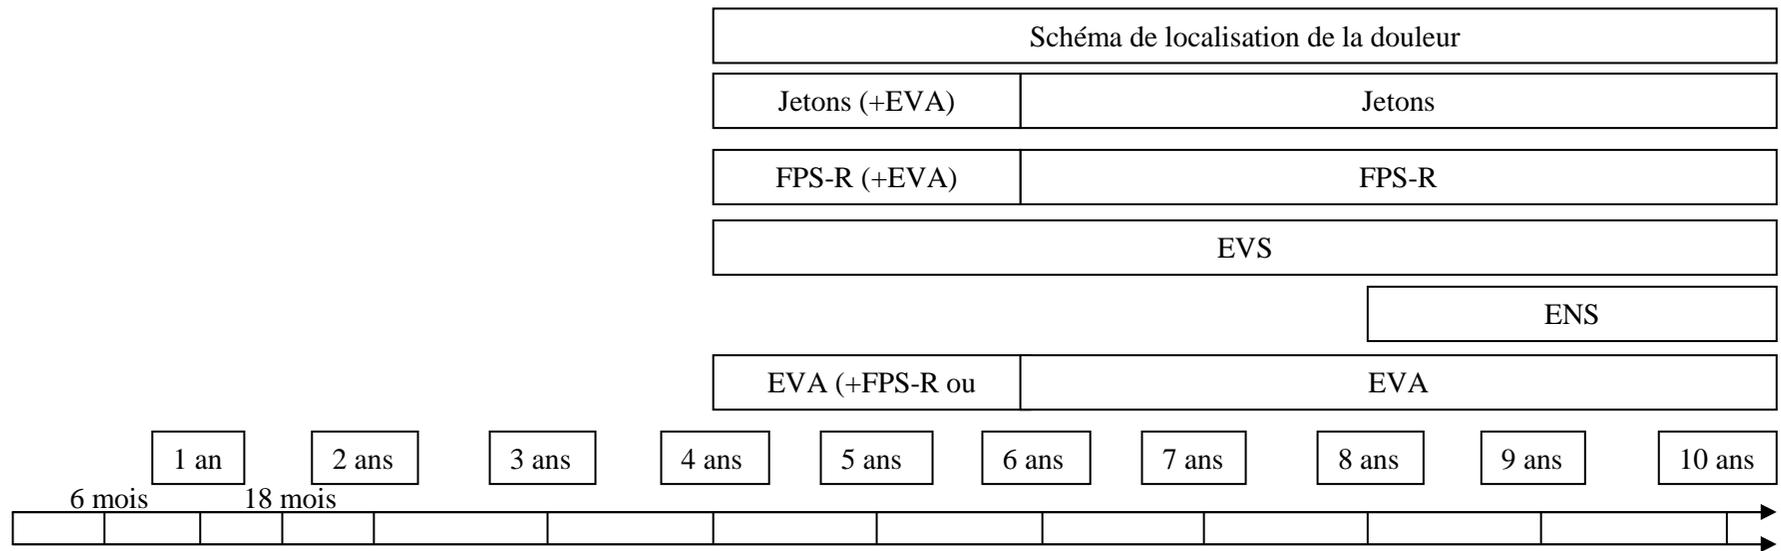 Schéma de localisation de la douleur
Jetons (+EVA)
Jetons
FPS-R (+EVA)
FPS-R
EVS
ENS
EVA (+FPS-R ou
EVA
1 an
2 ans
3 ans
4 ans
5 ans
6 ans
7 ans
8 ans
9 ans
10 ans
6 mois
18 mois